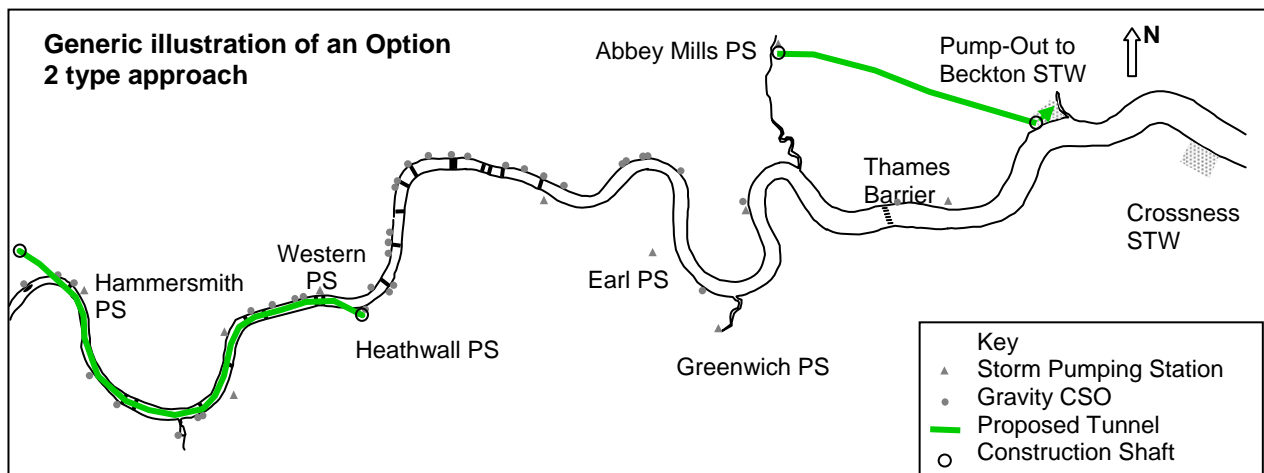 Generic illustration of an Option
2 type approach
Abbey Mills PS
Pump-Out to
Beckton STW
N
Thames
Barrier
Crossness
STW
Western
PS
Hammersmith
PS
Earl PS
Heathwall PS
Greenwich PS
Key
Storm Pumping Station
Gravity CSO
Proposed Tunnel
Construction Shaft